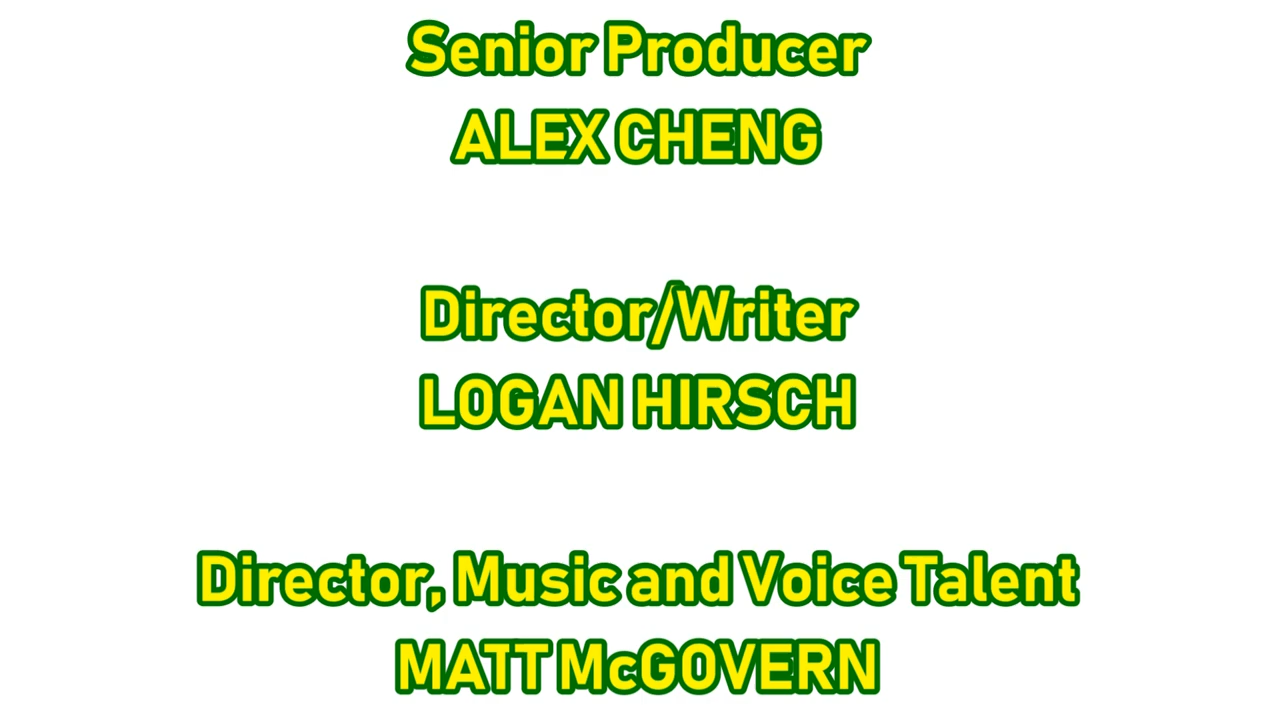 Senior Producer
ALEX CHENG
Director/Writer
LOGAN HIRSCH
Director, Music and Voice Talent
MATT McGOVERN